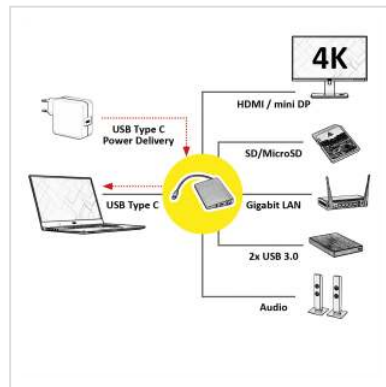 4K
HDMI / mini DP
USB Type C
Power Delivery
SD/MicroSD
USB Type C
Gigabit LAN
2x USB 3.0
Audio